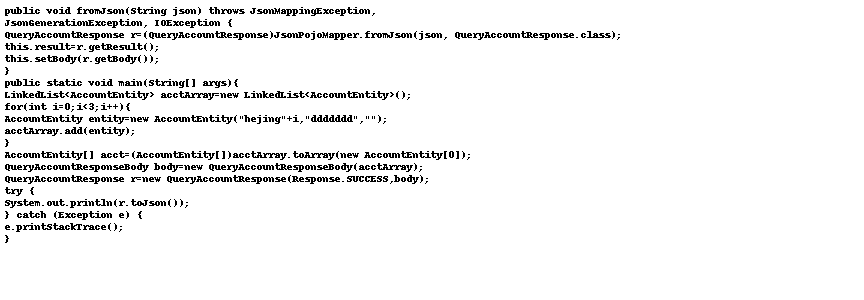 public void fromJson(String json) throws JsonMappingException,
JsonGenerationException, IOException {
QueryAccountResponse r=(QueryAccountResponse)JsonPojoMapper.fromJson(json, QueryAccountResponse.class);
this.result=r.getResult();
this.setBody(r.getBody());
}
public static void main(String[] args){
LinkedList<AccountEntity> acctArray=new LinkedList<AccountEntity>();
for(int i=0;i<3;i++){
AccountEntity entity=new AccountEntity("hejing"+i,"ddddddd","");
acctArray.add(entity);
}
AccountEntity[] acct=(AccountEntity[])acctArray.toArray(new AccountEntity[0]);
QueryAccountResponseBody body=new QueryAccountResponseBody(acctArray);
QueryAccountResponse r=new QueryAccountResponse(Response.SUCCESS,body);
try {
System.out.println(r.toJson());
} catch (Exception e) {
e.printStackTrace();
}